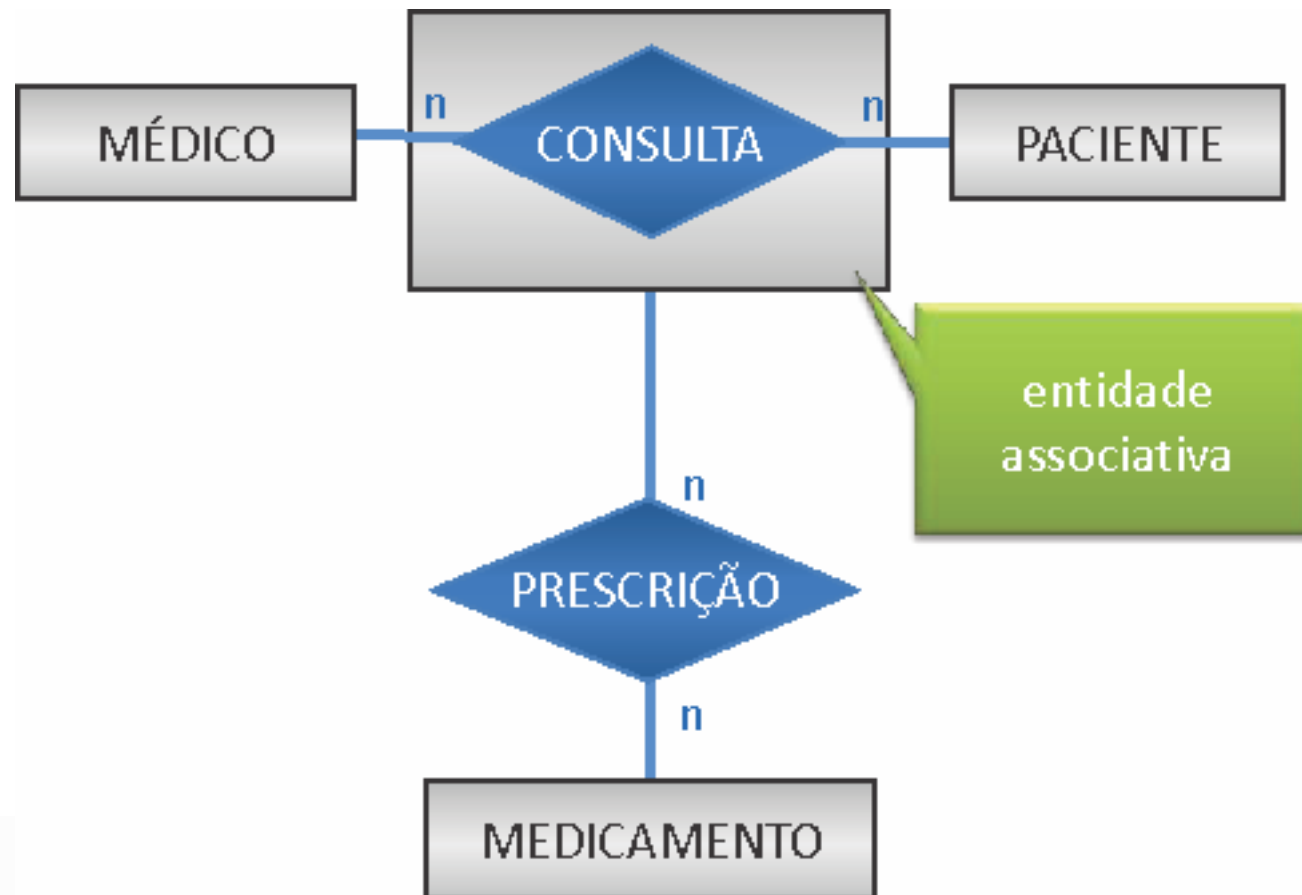 n
n
MÉDICO
CONSULTA
PACIENTE
entidade
associativa
n
PRESCRIÇÃO
n
MEDICAMENTO